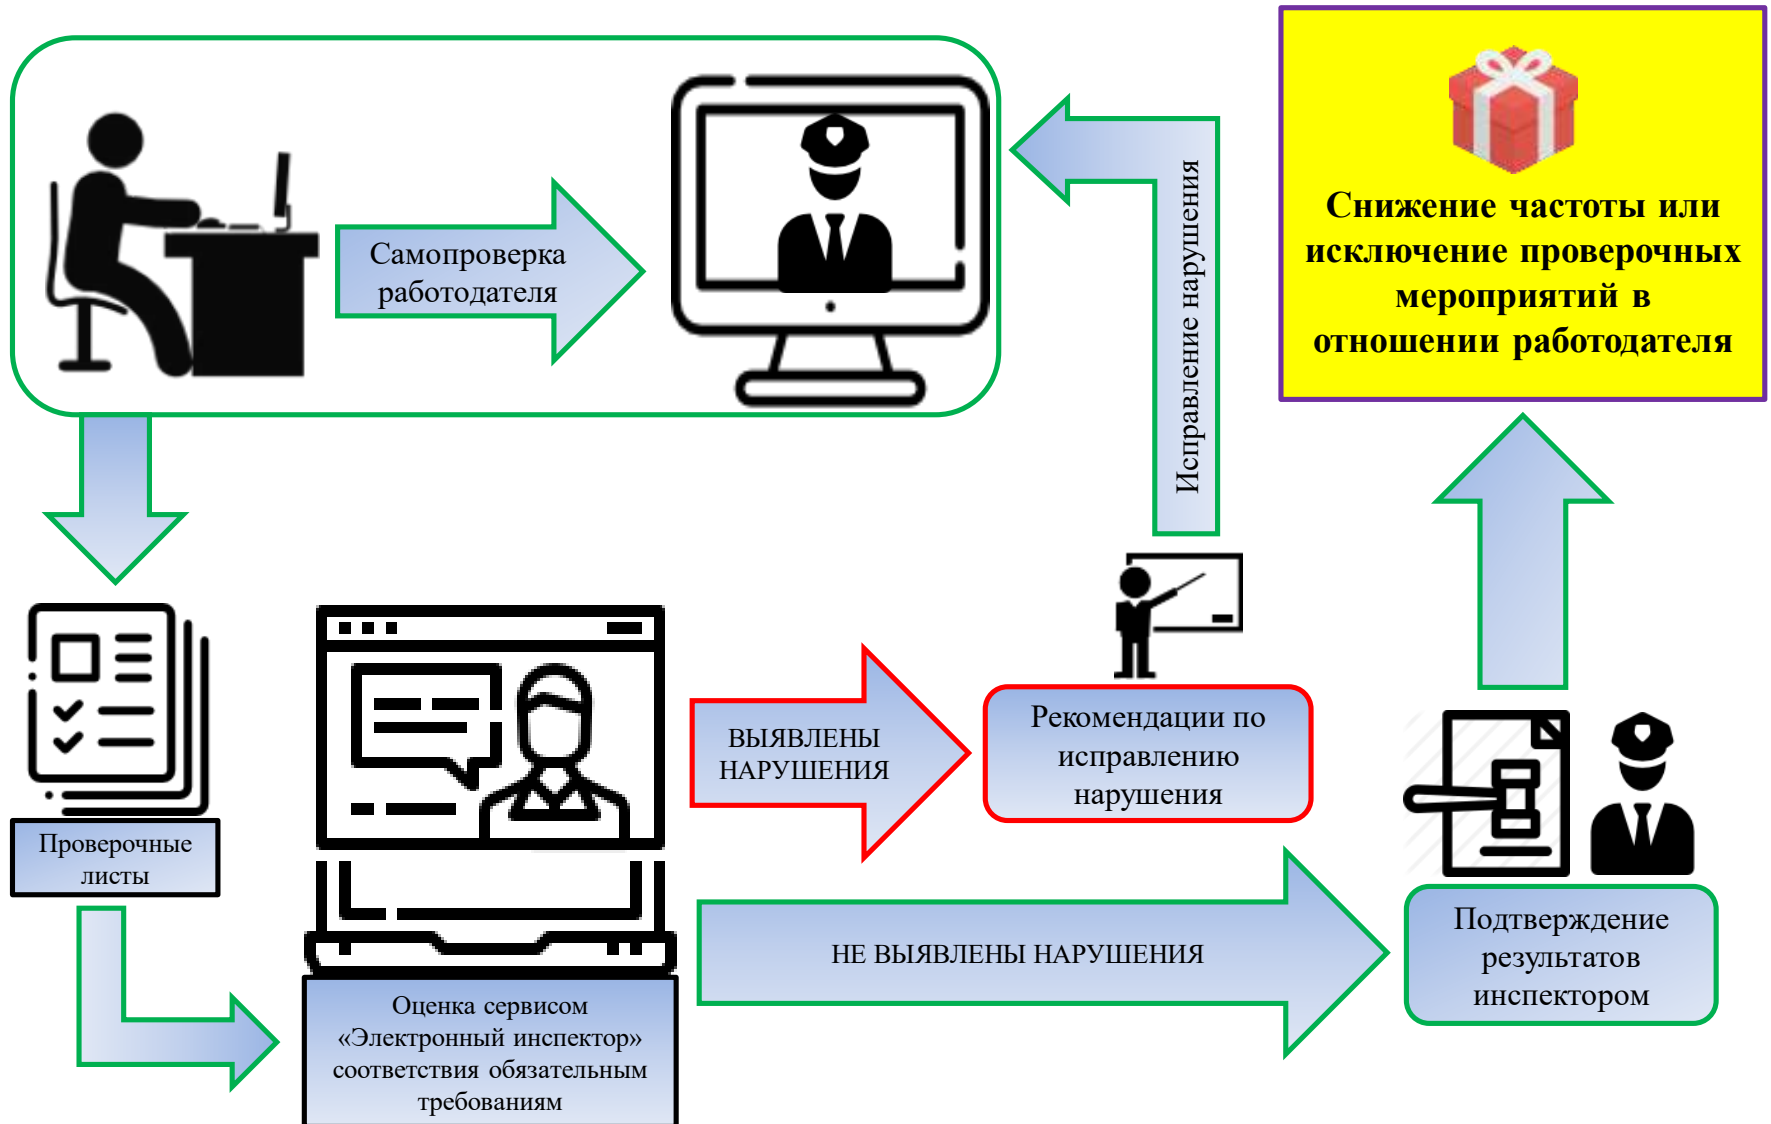 Самопроверка
работодателя
Исправление нарушения
Снижение частоты или
исключение проверочных
мероприятий в
отношении работодателя
Проверочные
листы
Оценка сервисом
«Электронный инспектор»
соответствия обязательным
требованиям
ВЫЯВЛЕНЫ
НАРУШЕНИЯ
Рекомендации по
исправлению
нарушения
НЕ ВЫЯВЛЕНЫ НАРУШЕНИЯ
Подтверждение
результатов
инспектором